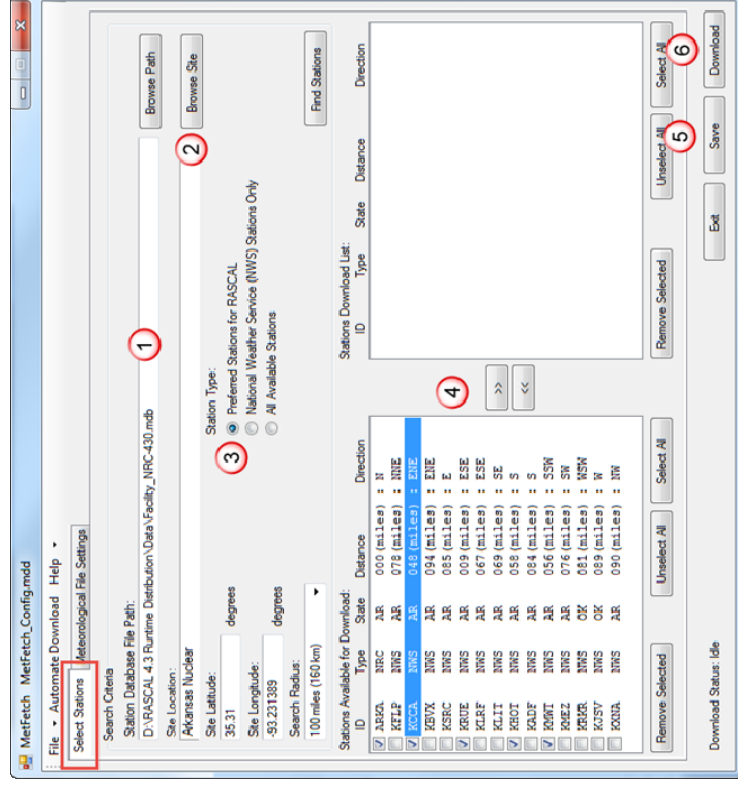 MetFetch MetFetch_Config.mdd
File Automate Download Help
Select Stations Meteorological File Settings
Search Criteria
Station Database File Path:
D:\RASCAL 4.3 Runtime Distribution\Data\Facility_NRC-430.mdb 1 Browse Path
Site Location:
Arkansas Nuclear 2 Browse Site
Site Latitude: Station Type:
35.31 degrees 3 Preferred Stations for RASCAL
Site Longitude: National Weather Service (NWS) Stations Only
-93.231389 degrees All Available Stations
Search Radius:
100 miles (160 km) Find Stations
Stations Available for Download: Stations Download List:
ID Type State Distance Direction ID Type State Distance Direction
ARKA NRC AR 000 (miles) : N
KFLP NWS AR 078 (miles) : NNE
KCCA NWS AR 048 (miles) : ENE
KBVX NWS AR 094 (miles) : ENE
KSRC NWS AR 085 (miles) : E
KRUE NWS AR 009 (miles) : ESE
KLRF NWS AR 067 (miles) : ESE
KLIT NWS AR 069 (miles) : SE
KHOT NWS AR 058 (miles) : S
KADF NWS AR 084 (miles) : S
KMWT NWS AR 056 (miles) : SSW
KMEZ NWS AR 076 (miles) : SW
KRKR NWS OK 081 (miles) : WSW
KJSV NWS OK 089 (miles) : W
KXNA NWS AR 090 (miles) : NW
4
>>
<<
Remove Selected Unselect All Select All Remove Selected Unselect All Select All
5 6
Download Status: Idle Exit Save Download